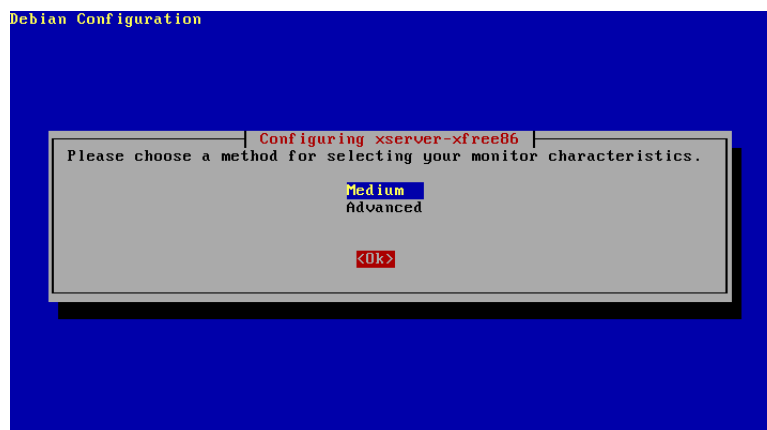 Debian Configuration
Configuring xserver-xfree86
Please choose a method for selecting your monitor characteristics.
Medium
Advanced
<Ok>